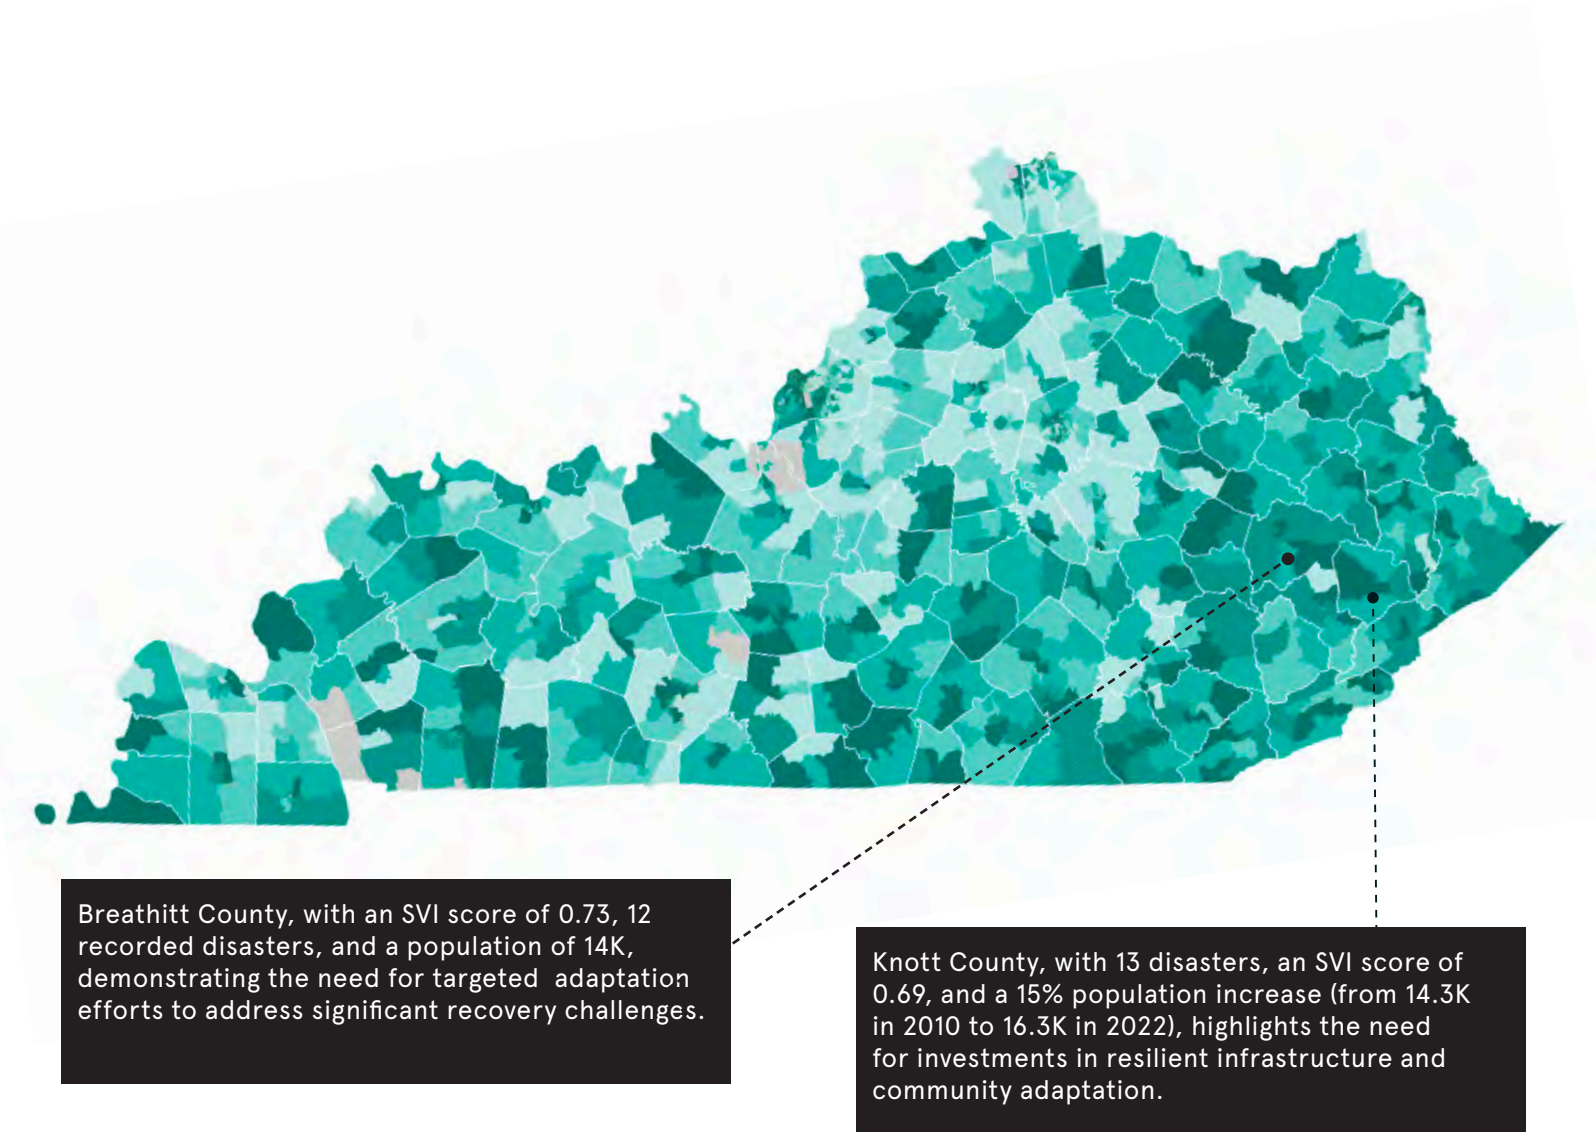 Breathitt County, with an SVI score of 0.73, 12
recorded disasters, and a population of 14K,
demonstrating the need for targeted  adaptation
efforts to address significant recovery challenges.
Knott County, with 13 disasters, an SVI score of
0.69, and a 15% population increase (from 14.3K
in 2010 to 16.3K in 2022), highlights the need
for investments in resilient infrastructure and
community adaptation.